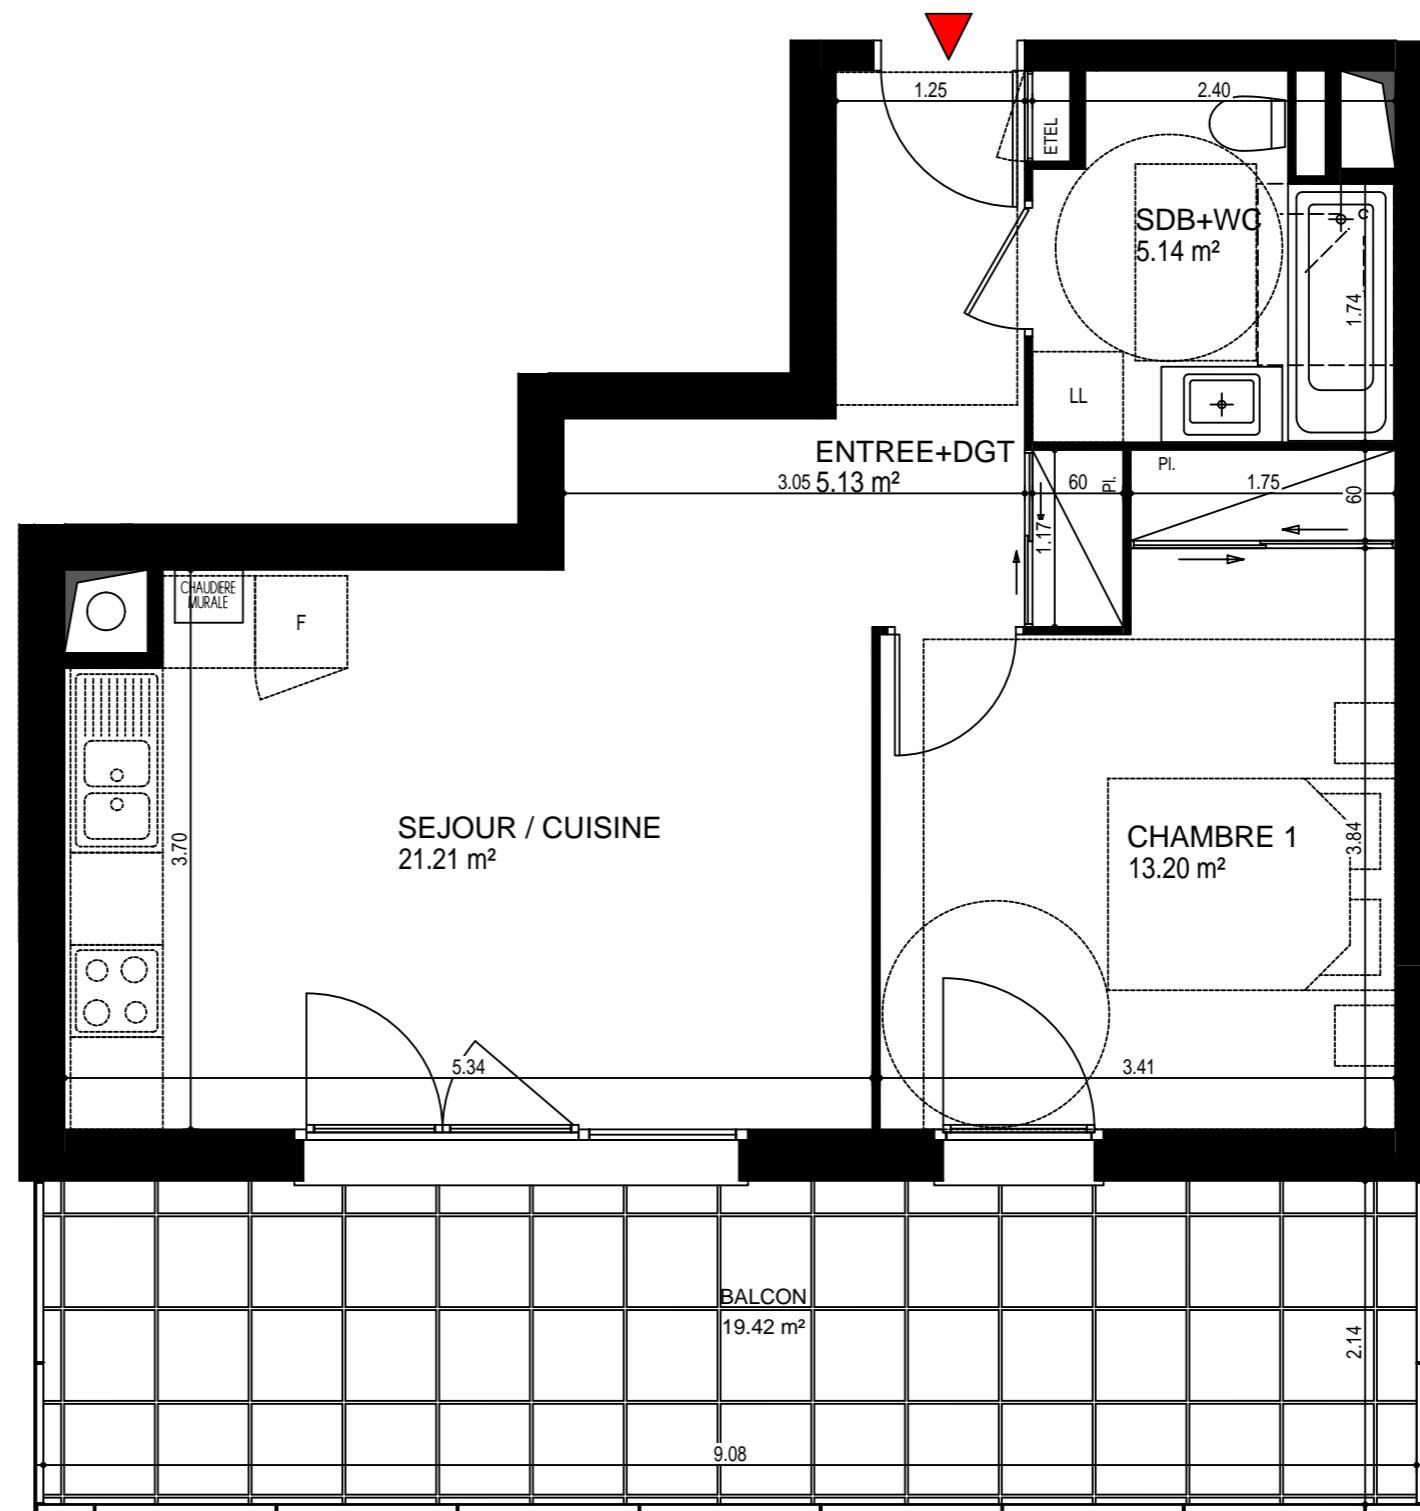 1.25
2.40
ETEL
SDB+WC
5.14 m²
1.74
LL
ENTREE+DGT
3.05 5.13 m²
60
Pl.
Pl.
1.75
60
1.17
CHAUDIERE
MURALE
F
3.70
SEJOUR / CUISINE
21.21 m²
CHAMBRE 1
13.20 m²
3.84
5.34
3.41
BALCON
19.42 m²
2.14
9.08